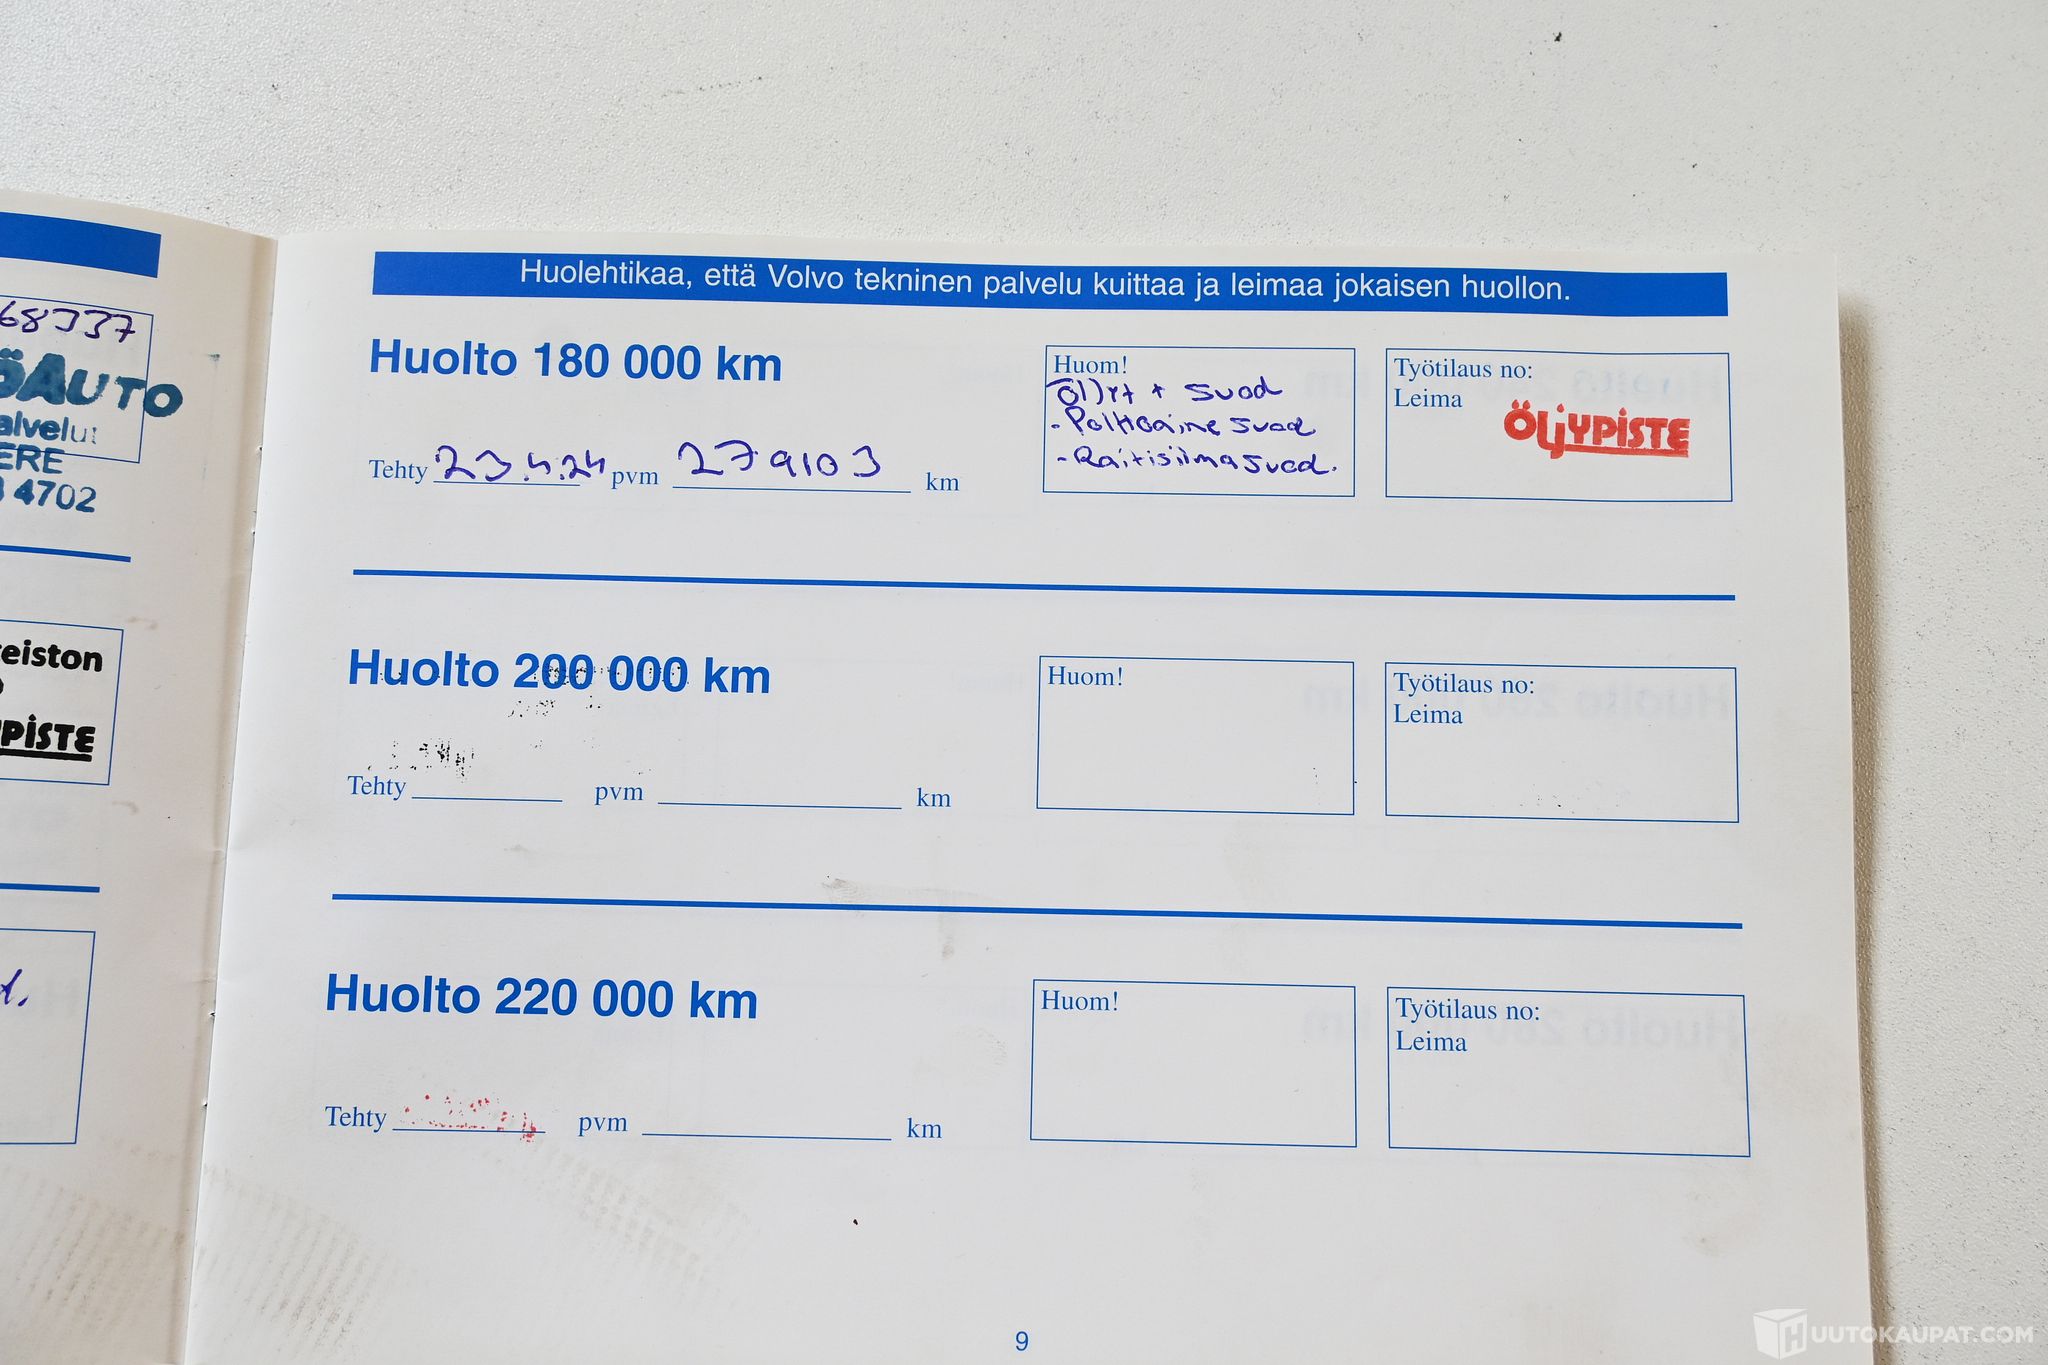 68337
ÖAUTO
alvelut
ERE
4702
eiston
PISTE
Huolehtikaa, että Volvo tekninen palvelu kuittaa ja leimaa jokaisen huollon.
Huolto 180 000 km
Tehty 23.4.24 pvm 279103 km
Huom!
Öljyt + suod
- Polttoaine suod
- Raitisilmasuod.
Työtilaus no:
Leima
ÖLJYPISTE
Huolto 200 000 km
Tehty pvm km
Huom!
Työtilaus no:
Leima
Huolto 220 000 km
Tehty pvm km
Huom!
Työtilaus no:
Leima
9
HUUTOKAUPAT.COM